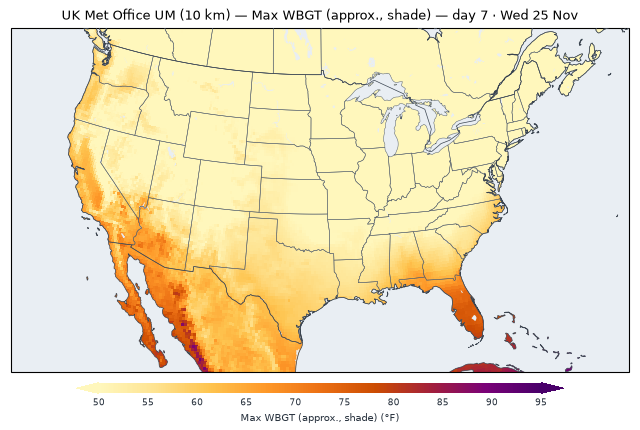 UK Met Office UM (10 km) — Max WBGT (approx., shade) — day 7 · Wed 25 Nov
50 55 60 65 70 75 80 85 90 95
Max WBGT (approx., shade) (°F)